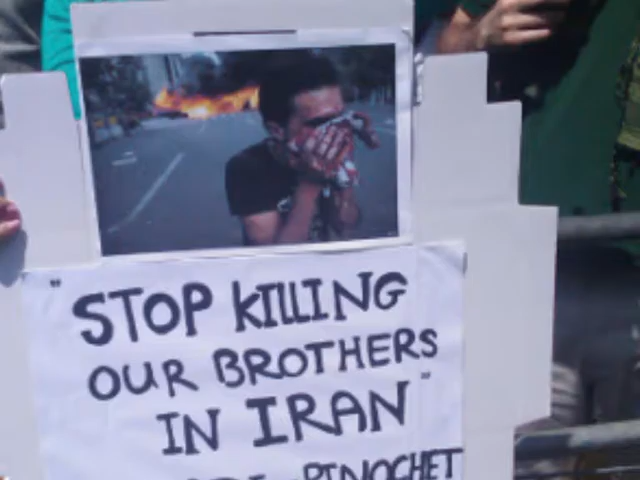 "STOP KILLING
OUR BROTHERS
IN IRAN"
PINOCHET